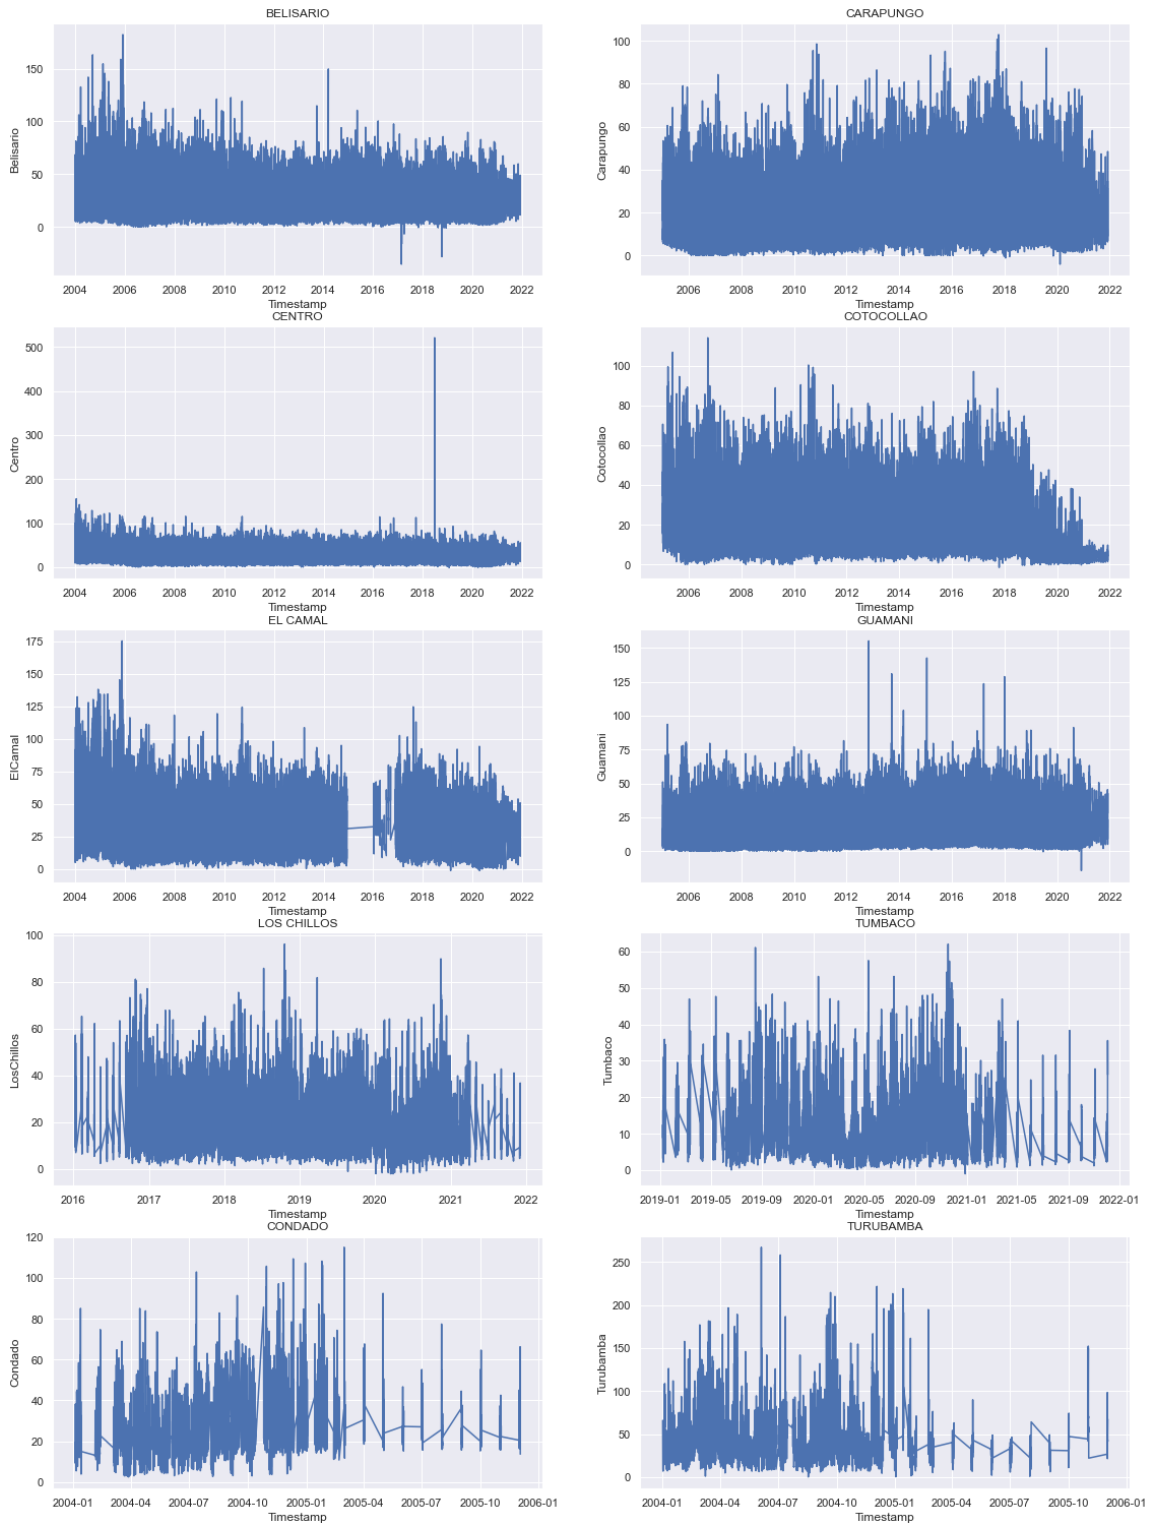 BELISARIO
CARAPUNGO
Belisario
150
100
50
0
2004 2006 2008 2010 2012 2014 2016 2018 2020 2022
Timestamp
Carapungo
100
80
60
40
20
0
2006 2008 2010 2012 2014 2016 2018 2020 2022
Timestamp
CENTRO
COTOCOLLAO
Centro
500
400
300
200
100
0
2004 2006 2008 2010 2012 2014 2016 2018 2020 2022
Timestamp
Cotocollao
100
80
60
40
20
0
2006 2008 2010 2012 2014 2016 2018 2020 2022
Timestamp
EL CAMAL
GUAMANI
ElCamal
175
150
125
100
75
50
25
0
2004 2006 2008 2010 2012 2014 2016 2018 2020 2022
Timestamp
Guamani
150
125
100
75
50
25
0
2006 2008 2010 2012 2014 2016 2018 2020 2022
Timestamp
LOS CHILLOS
TUMBACO
LosChillos
100
80
60
40
20
0
2016 2017 2018 2019 2020 2021 2022
Timestamp
Tumbaco
60
50
40
30
20
10
0
2019-01 2019-05 2019-09 2020-01 2020-05 2020-09 2021-01 2021-05 2021-09 2022-01
Timestamp
CONDADO
TURUBAMBA
Condado
120
100
80
60
40
20
0
2004-01 2004-04 2004-07 2004-10 2005-01 2005-04 2005-07 2005-10 2006-01
Timestamp
Turubamba
250
200
150
100
50
0
2004-01 2004-04 2004-07 2004-10 2005-01 2005-04 2005-07 2005-10 2006-01
Timestamp